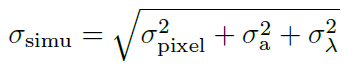 σ_simu = √(σ²_pixel + σ²_a + σ²_λ)